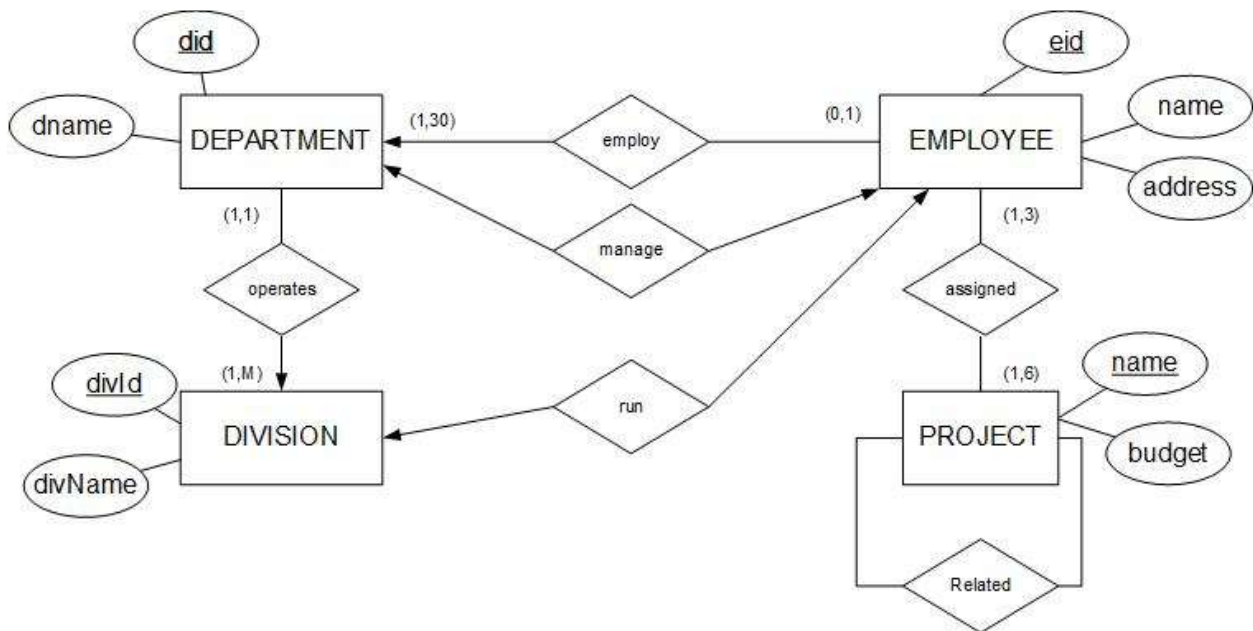 did
eid
dname
DEPARTMENT
(1,30)
employ
(0,1)
EMPLOYEE
name
address
(1,1)
manage
(1,3)
operates
assigned
divId
(1,M)
run
(1,6)
name
DIVISION
PROJECT
budget
divName
Related